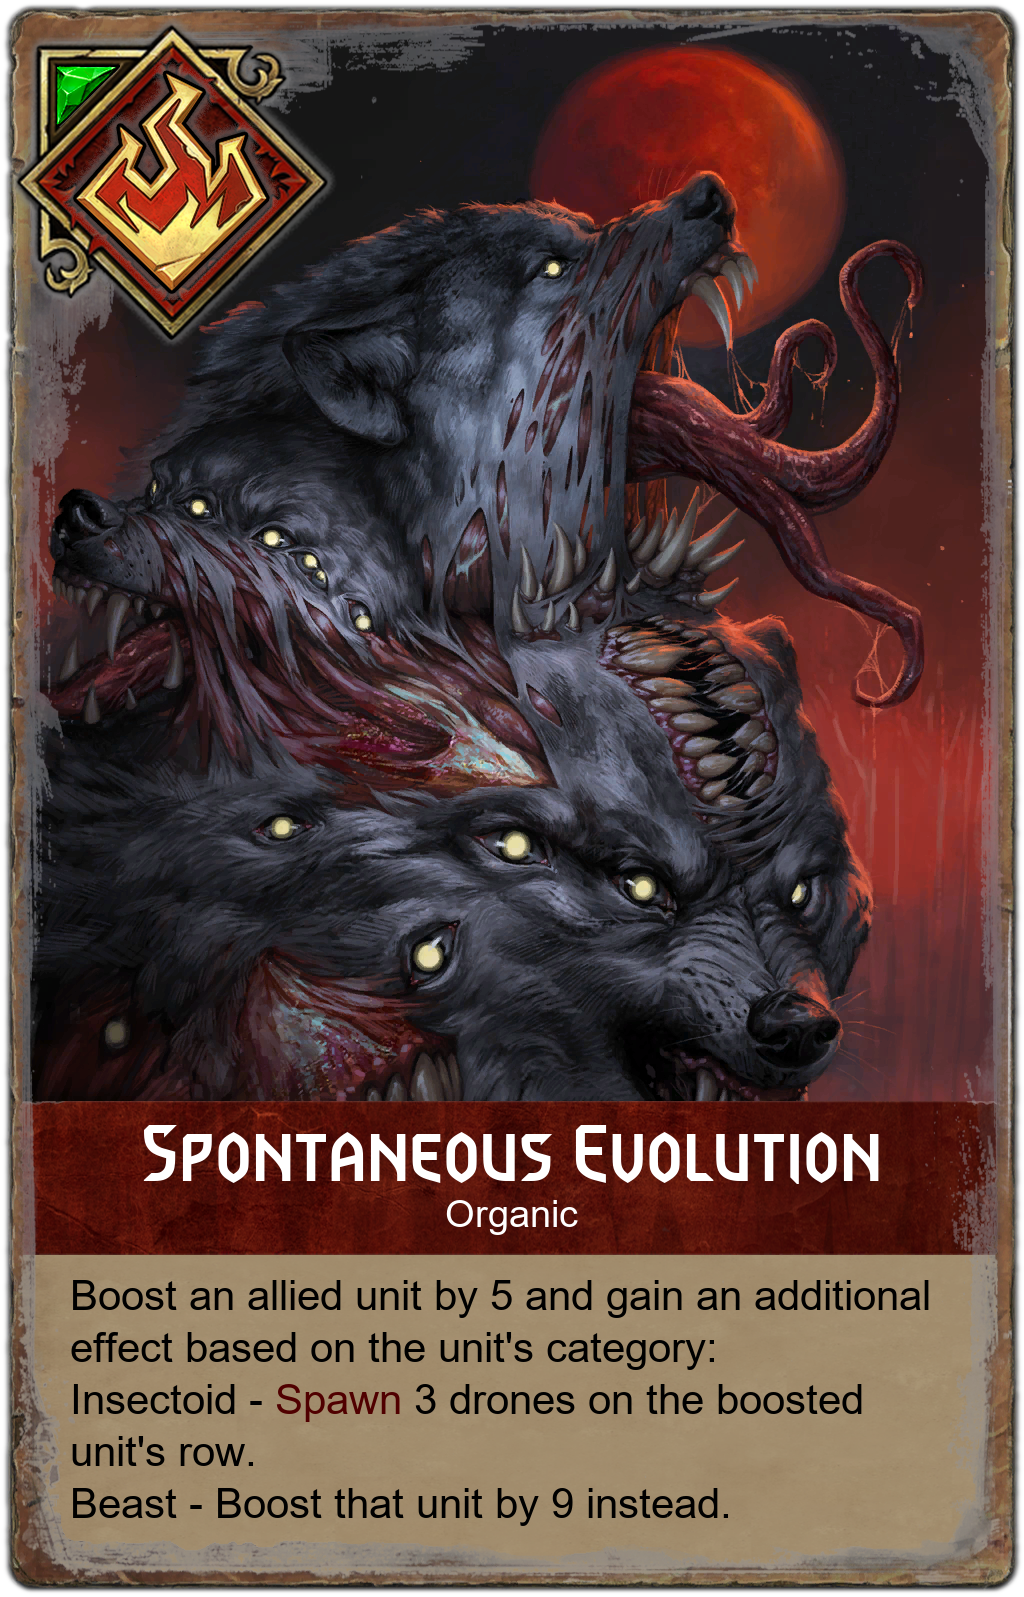 Spontaneous Evolution
Organic
Boost an allied unit by 5 and gain an additional
effect based on the unit's category:
Insectoid - Spawn 3 drones on the boosted
unit's row.
Beast - Boost that unit by 9 instead.